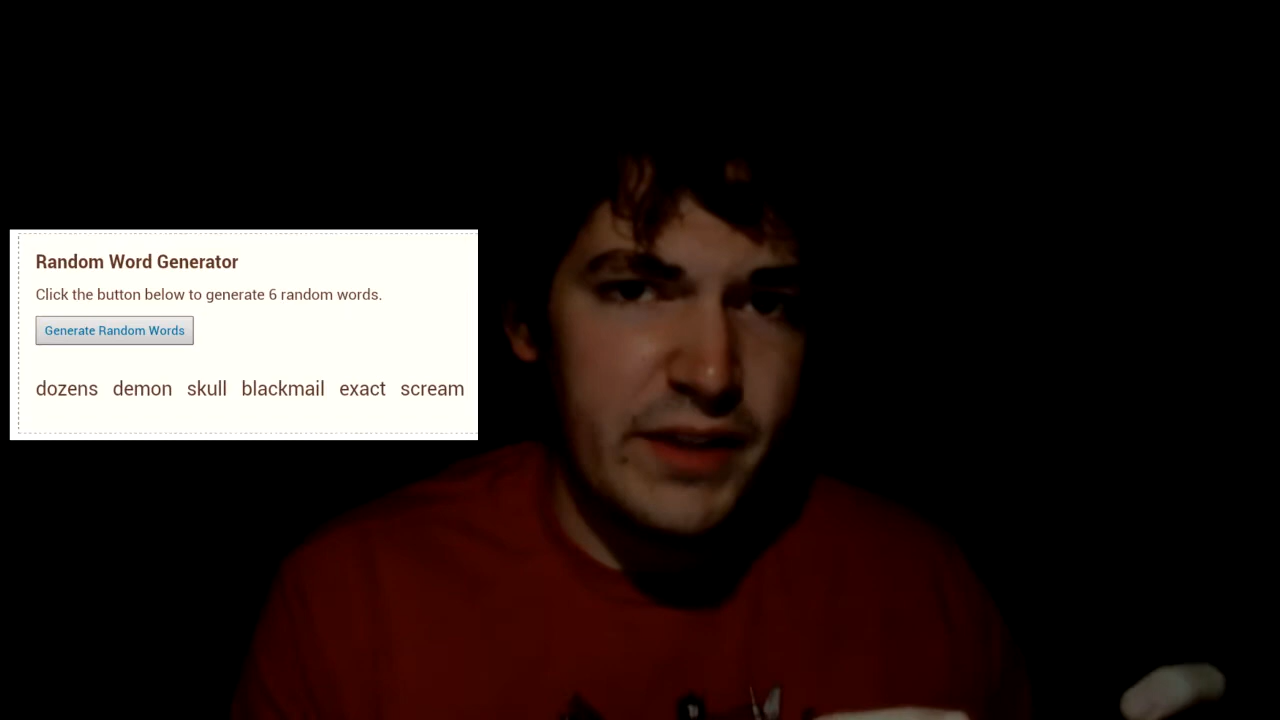 Random Word Generator
Click the button below to generate 6 random words.
Generate Random Words
dozens demon skull blackmail exact scream